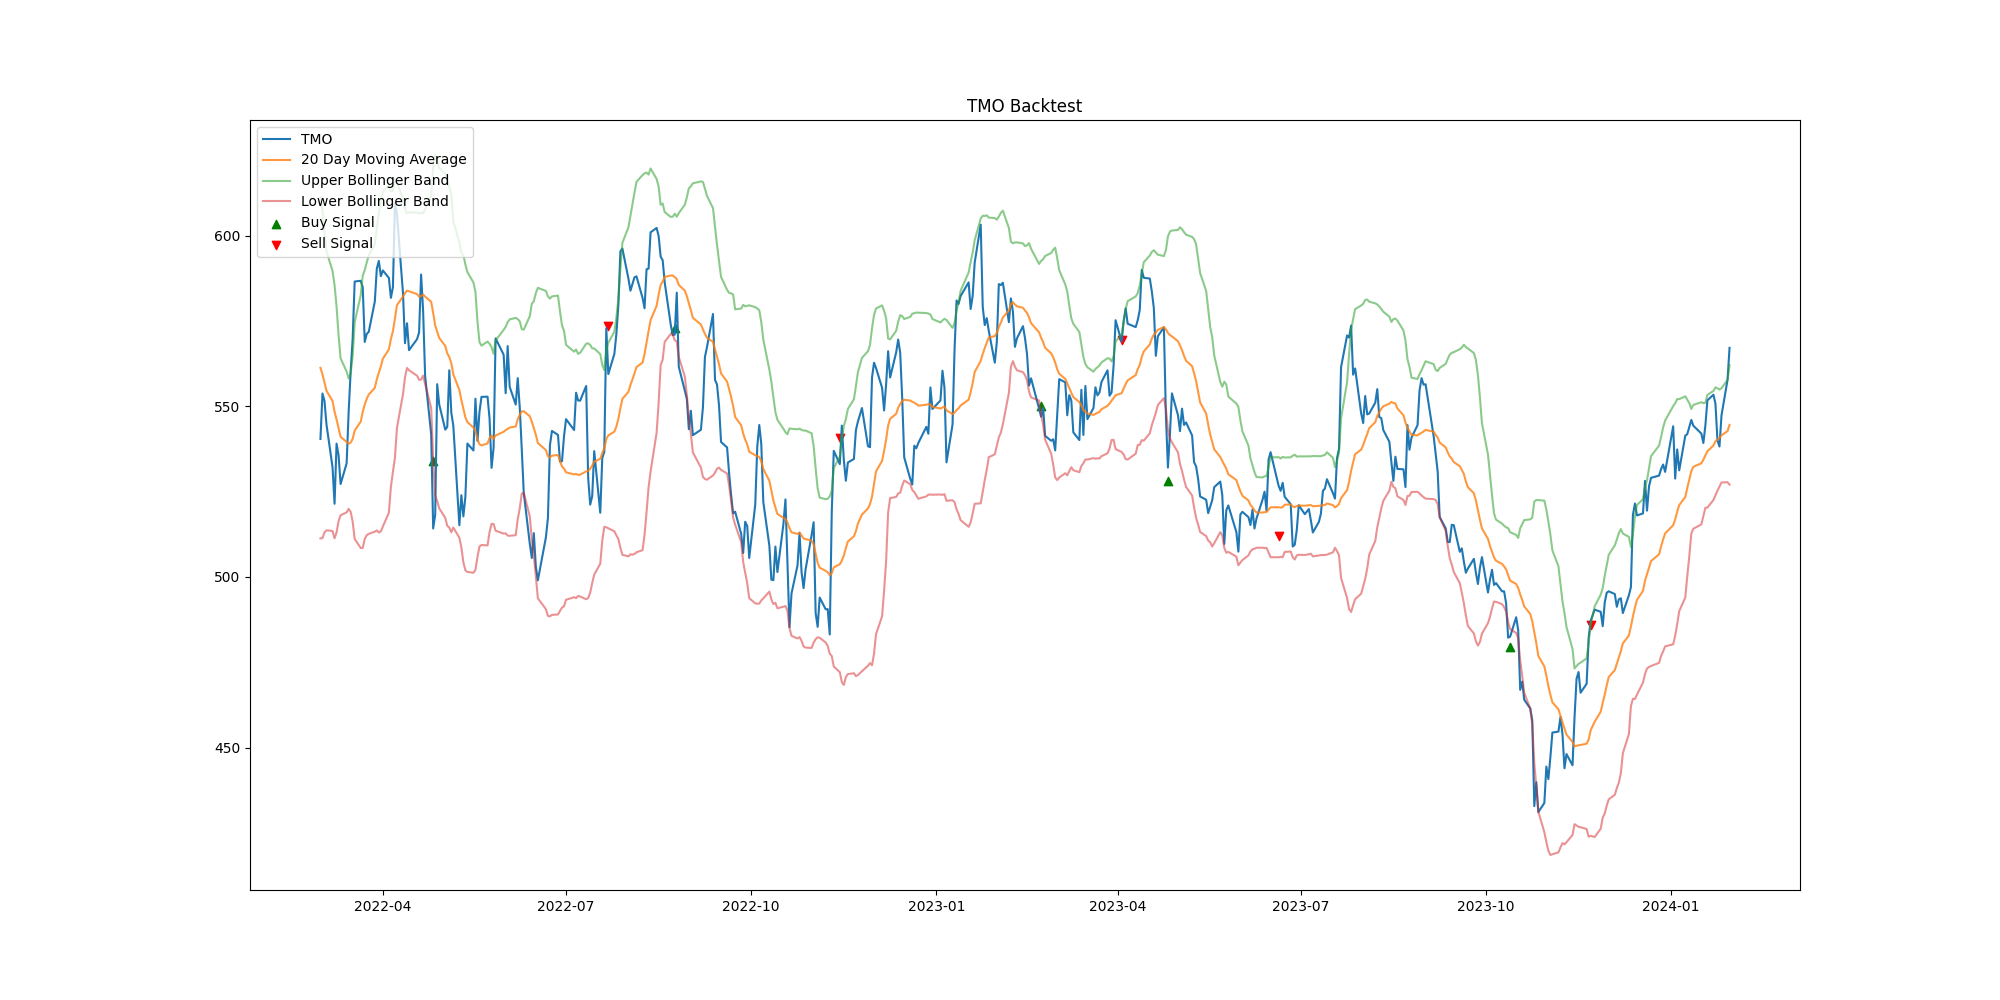 TMO Backtest
TMO
20 Day Moving Average
Upper Bollinger Band
Lower Bollinger Band
Buy Signal
Sell Signal
600
550
500
450
2022-04 2022-07 2022-10 2023-01 2023-04 2023-07 2023-10 2024-01